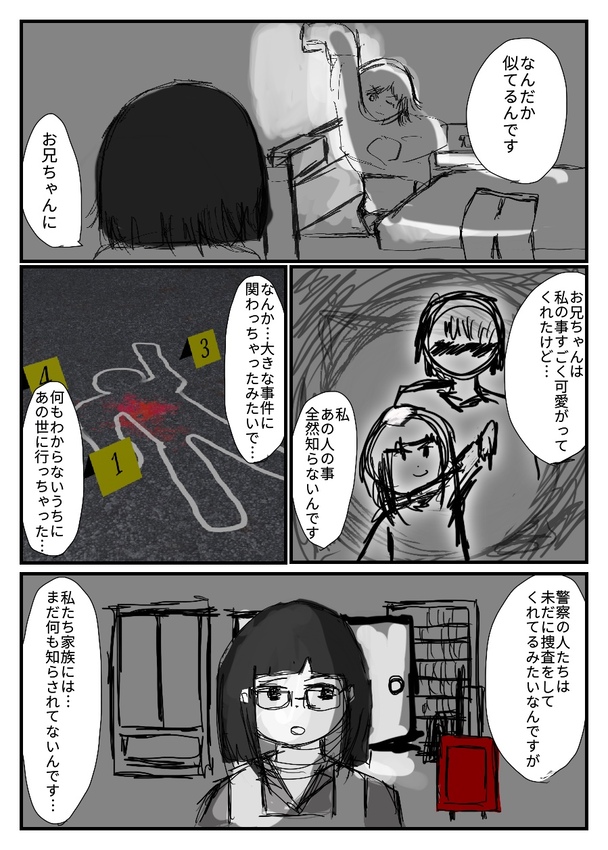 なんだか
似てるんです
お兄ちゃんに
お兄ちゃんは
私の事すごく可愛がって
くれたけど…
私
あの人の事
全然知らないんです
なんか…大きな事件に
関わっちゃったみたいで…
3
4
1
何もわからないうちに
あの世に行っちゃった…
警察の人たちは
未だに捜査をして
くれてるみたいなんですが
私たち家族には…
まだ何も知らされてないんです…